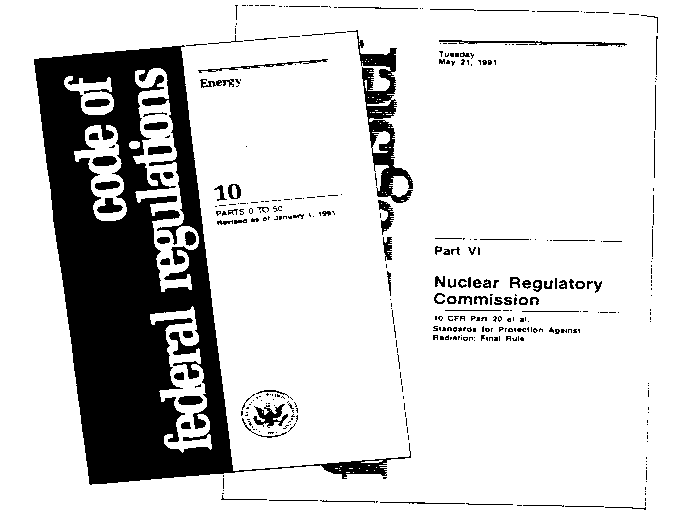 code of
federal regulations
Energy
10
PARTS 0 TO 50
Revised as of January 1, 1991
Tuesday
May 21, 1991
Part VI
Nuclear Regulatory
Commission
10 CFR Part 20 et al.
Standards for Protection Against
Radiation; Final Rule